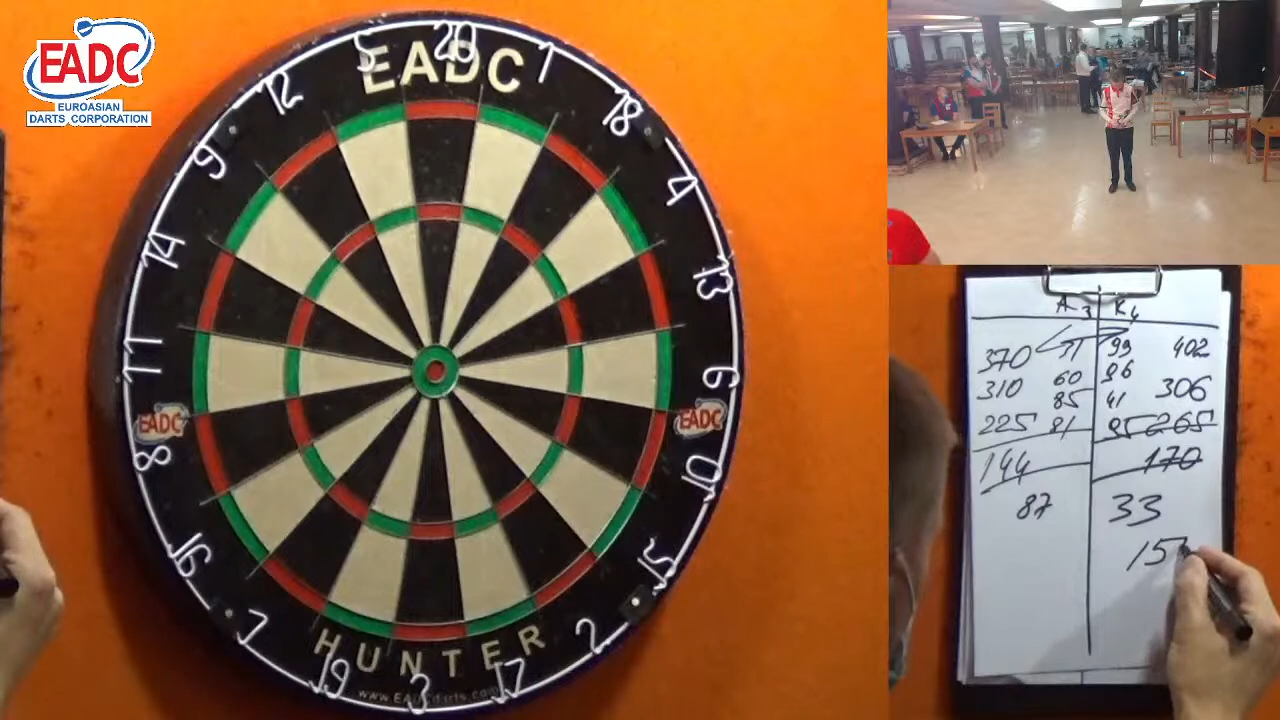 EADC
EUROASIAN
DARTS CORPORATION
EADC
20
1
18
4
13
6
10
15
2
17
3
19
7
16
8
11
14
9
12
5
EADC
EADC
HUNTER
A 3 K 4
370 71 99 402
310 60 96 306
225 85 41 265
144 81 95 170
87 33
15